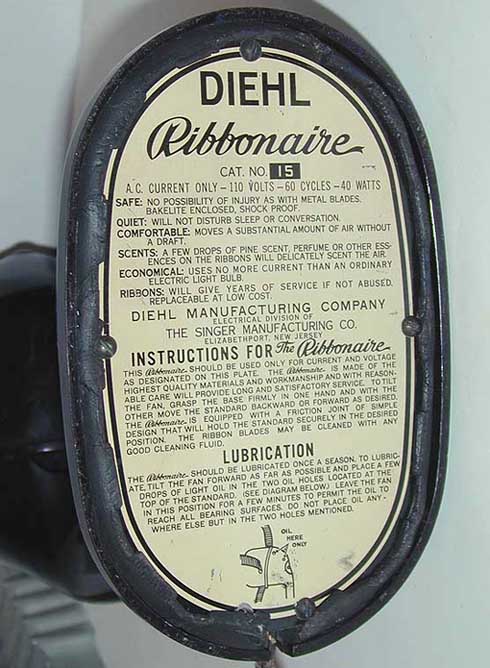 DIEHL
Ribbonaire
CAT. NO. 15
A.C. CURRENT ONLY – 110 VOLTS – 60 CYCLES – 40 WATTS
SAFE: NO POSSIBILITY OF INJURY AS WITH METAL BLADES.
BAKELITE ENCLOSED, SHOCK PROOF.
QUIET: WILL NOT DISTURB SLEEP OR CONVERSATION.
COMFORTABLE: MOVES A SUBSTANTIAL AMOUNT OF AIR WITHOUT
A DRAFT.
SCENTS: A FEW DROPS OF PINE SCENT, PERFUME OR OTHER ESS-
ENCES ON THE RIBBONS WILL DELICATELY SCENT THE AIR.
ECONOMICAL: USES NO MORE CURRENT THAN AN ORDINARY
ELECTRIC LIGHT BULB.
RIBBONS: WILL GIVE YEARS OF SERVICE IF NOT ABUSED.
REPLACEABLE AT LOW COST.
DIEHL MANUFACTURING COMPANY
ELECTRICAL DIVISION OF
THE SINGER MANUFACTURING CO.
ELIZABETHPORT, NEW JERSEY
INSTRUCTIONS FOR The Ribbonaire
THIS Ribbonaire SHOULD BE USED ONLY FOR CURRENT AND VOLTAGE
AS DESIGNATED ON THIS PLATE. THE Ribbonaire IS MADE OF THE
HIGHEST QUALITY MATERIALS AND WORKMANSHIP AND WITH REASON-
ABLE CARE WILL PROVIDE LONG AND SATISFACTORY SERVICE. TO TILT
THE FAN, GRASP THE BASE FIRMLY IN ONE HAND AND WITH THE
OTHER MOVE THE STANDARD BACKWARD OR FORWARD AS DESIRED.
THE Ribbonaire IS EQUIPPED WITH A FRICTION JOINT OF SIMPLE
DESIGN THAT WILL HOLD THE STANDARD SECURELY IN THE DESIRED
POSITION. THE RIBBON BLADES MAY BE CLEANED WITH ANY
GOOD CLEANING FLUID.
LUBRICATION
THE Ribbonaire SHOULD BE LUBRICATED ONCE A SEASON. TO LUBRIC-
ATE, TILT THE FAN FORWARD AS FAR AS POSSIBLE AND PLACE A FEW
DROPS OF LIGHT OIL IN THE TWO OIL HOLES LOCATED AT THE
TOP OF THE STANDARD. (SEE DIAGRAM BELOW.) LEAVE THE FAN
IN THIS POSITION FOR A FEW MINUTES TO PERMIT THE OIL TO
REACH ALL BEARING SURFACES. DO NOT PLACE OIL ANY-
WHERE ELSE BUT IN THE TWO HOLES MENTIONED.
OIL
HERE
ONLY